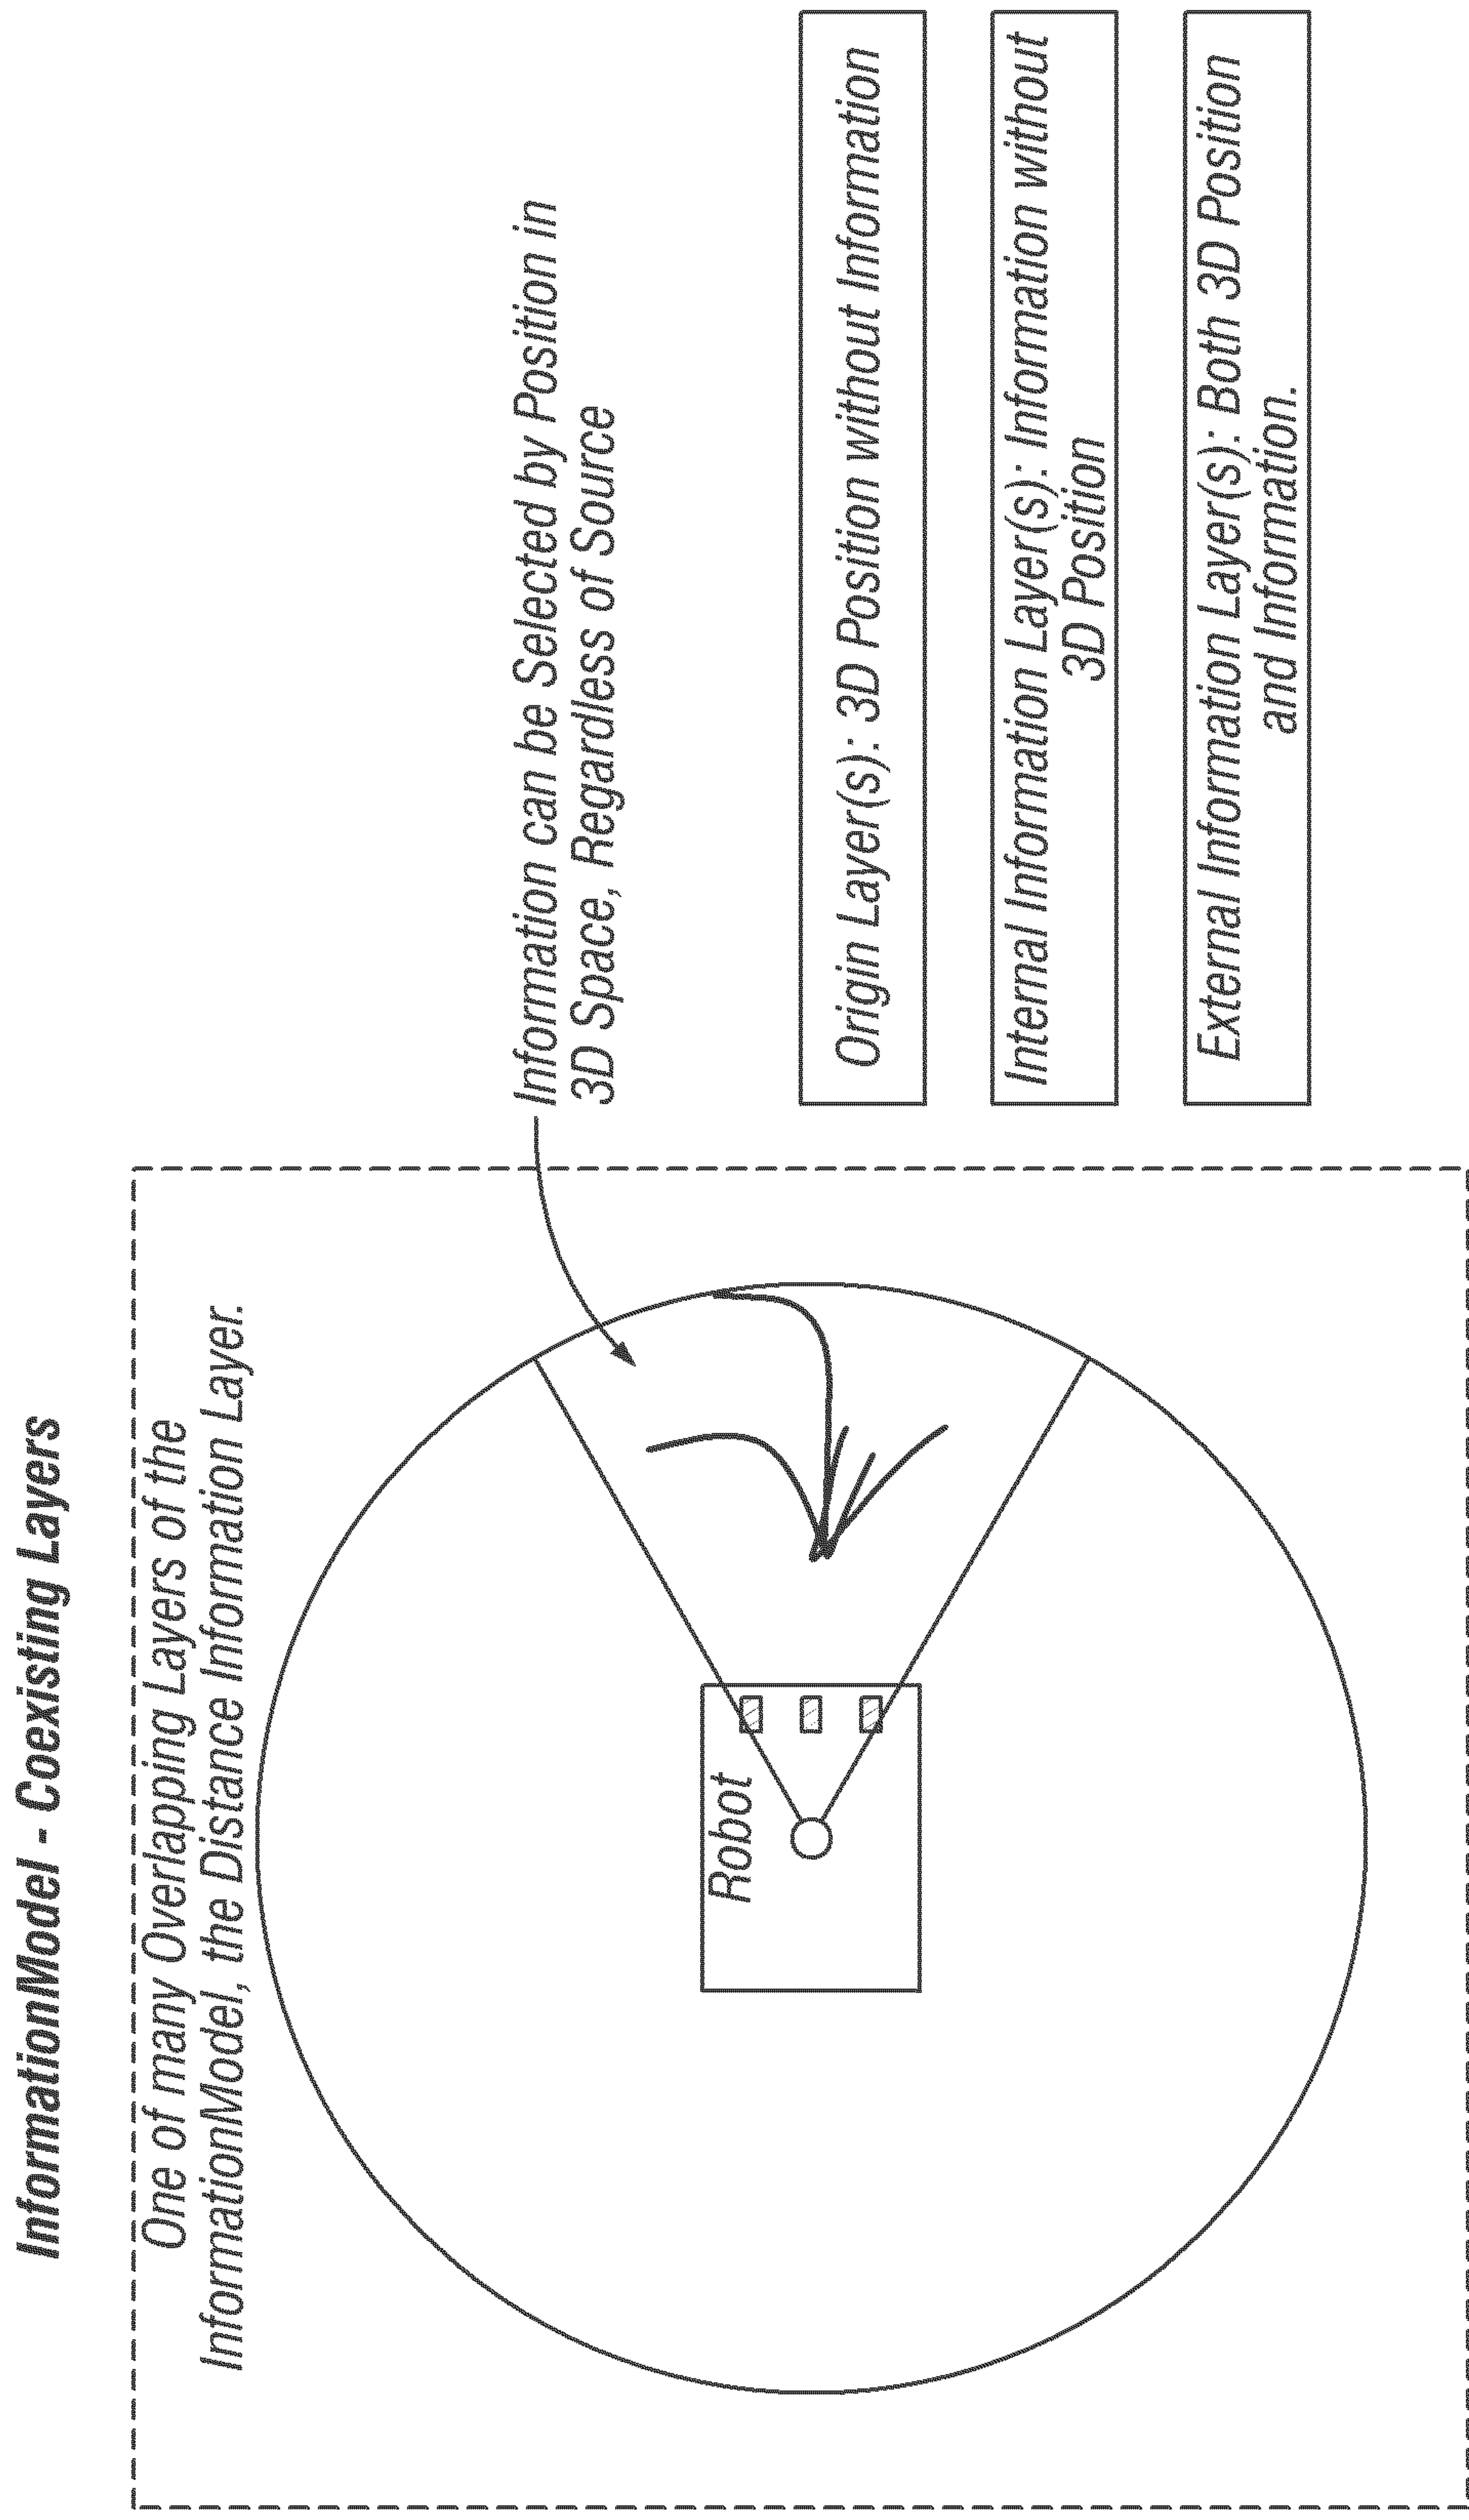 InformationModel - Coexisting Layers
One of many Overlapping Layers of the
InformationModel, the Distance Information Layer.
Robot
Information can be Selected by Position in
3D Space, Regardless of Source
Origin Layer(s): 3D Position without Information
Internal Information Layer(s): Information without
3D Position
External Information Layer(s): Both 3D Position
and Information.